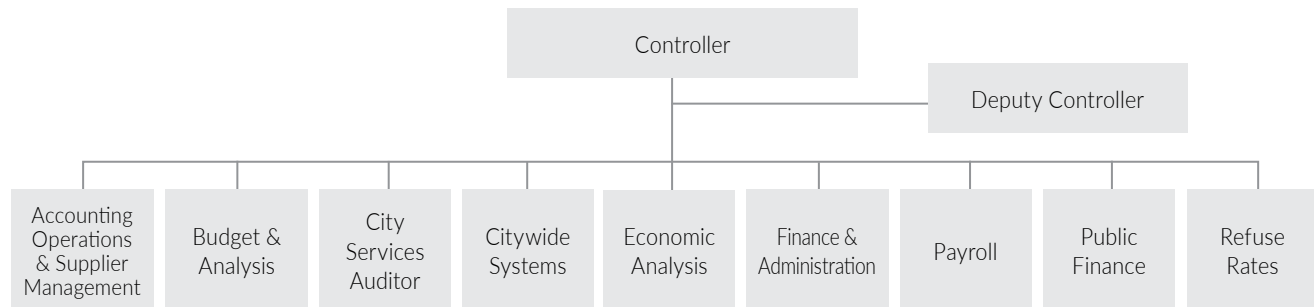 Controller
Deputy Controller
Accounting
Operations
& Supplier
Management
Budget &
Analysis
City
Services
Auditor
Citywide
Systems
Economic
Analysis
Finance &
Administration
Payroll
Public
Finance
Refuse
Rates